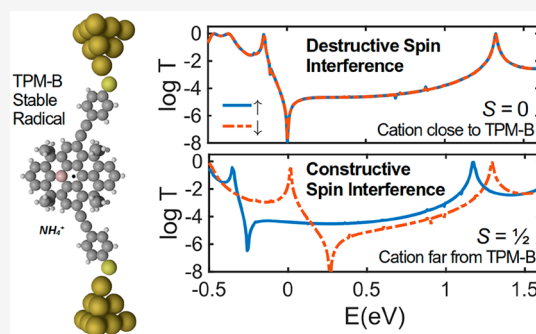 TPM-B
Stable
Radical
NH₄⁺
log T
0
-2
-4
-6
-8
Destructive Spin
Interference
↑
↓
S = 0
Cation close to TPM-B
log T
0
-2
-4
-6
-8
Constructive
Spin Interference
S = ½
Cation far from TPM-B
-0.5 0 0.5 1 1.5
E(eV)